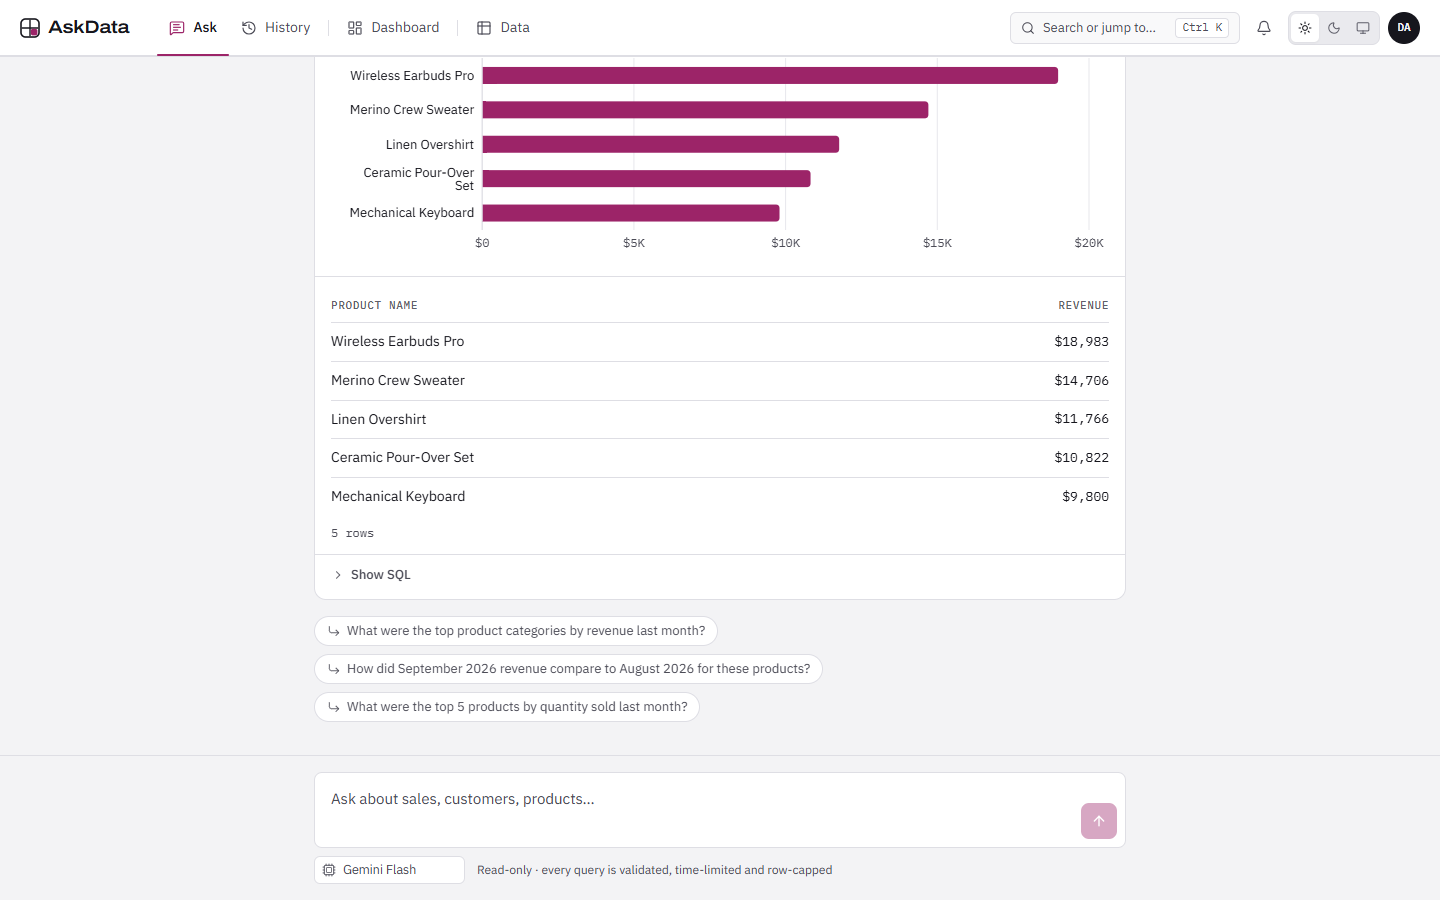 AskData
Ask
History
Dashboard
Data
Search or jump to...
Ctrl K
DA
Wireless Earbuds Pro
Merino Crew Sweater
Linen Overshirt
Ceramic Pour-Over
Set
Mechanical Keyboard
$0
$5K
$10K
$15K
$20K
PRODUCT NAME
REVENUE
Wireless Earbuds Pro
$18,983
Merino Crew Sweater
$14,706
Linen Overshirt
$11,766
Ceramic Pour-Over Set
$10,822
Mechanical Keyboard
$9,800
5 rows
Show SQL
What were the top product categories by revenue last month?
How did September 2026 revenue compare to August 2026 for these products?
What were the top 5 products by quantity sold last month?
Ask about sales, customers, products...
Gemini Flash
Read-only · every query is validated, time-limited and row-capped